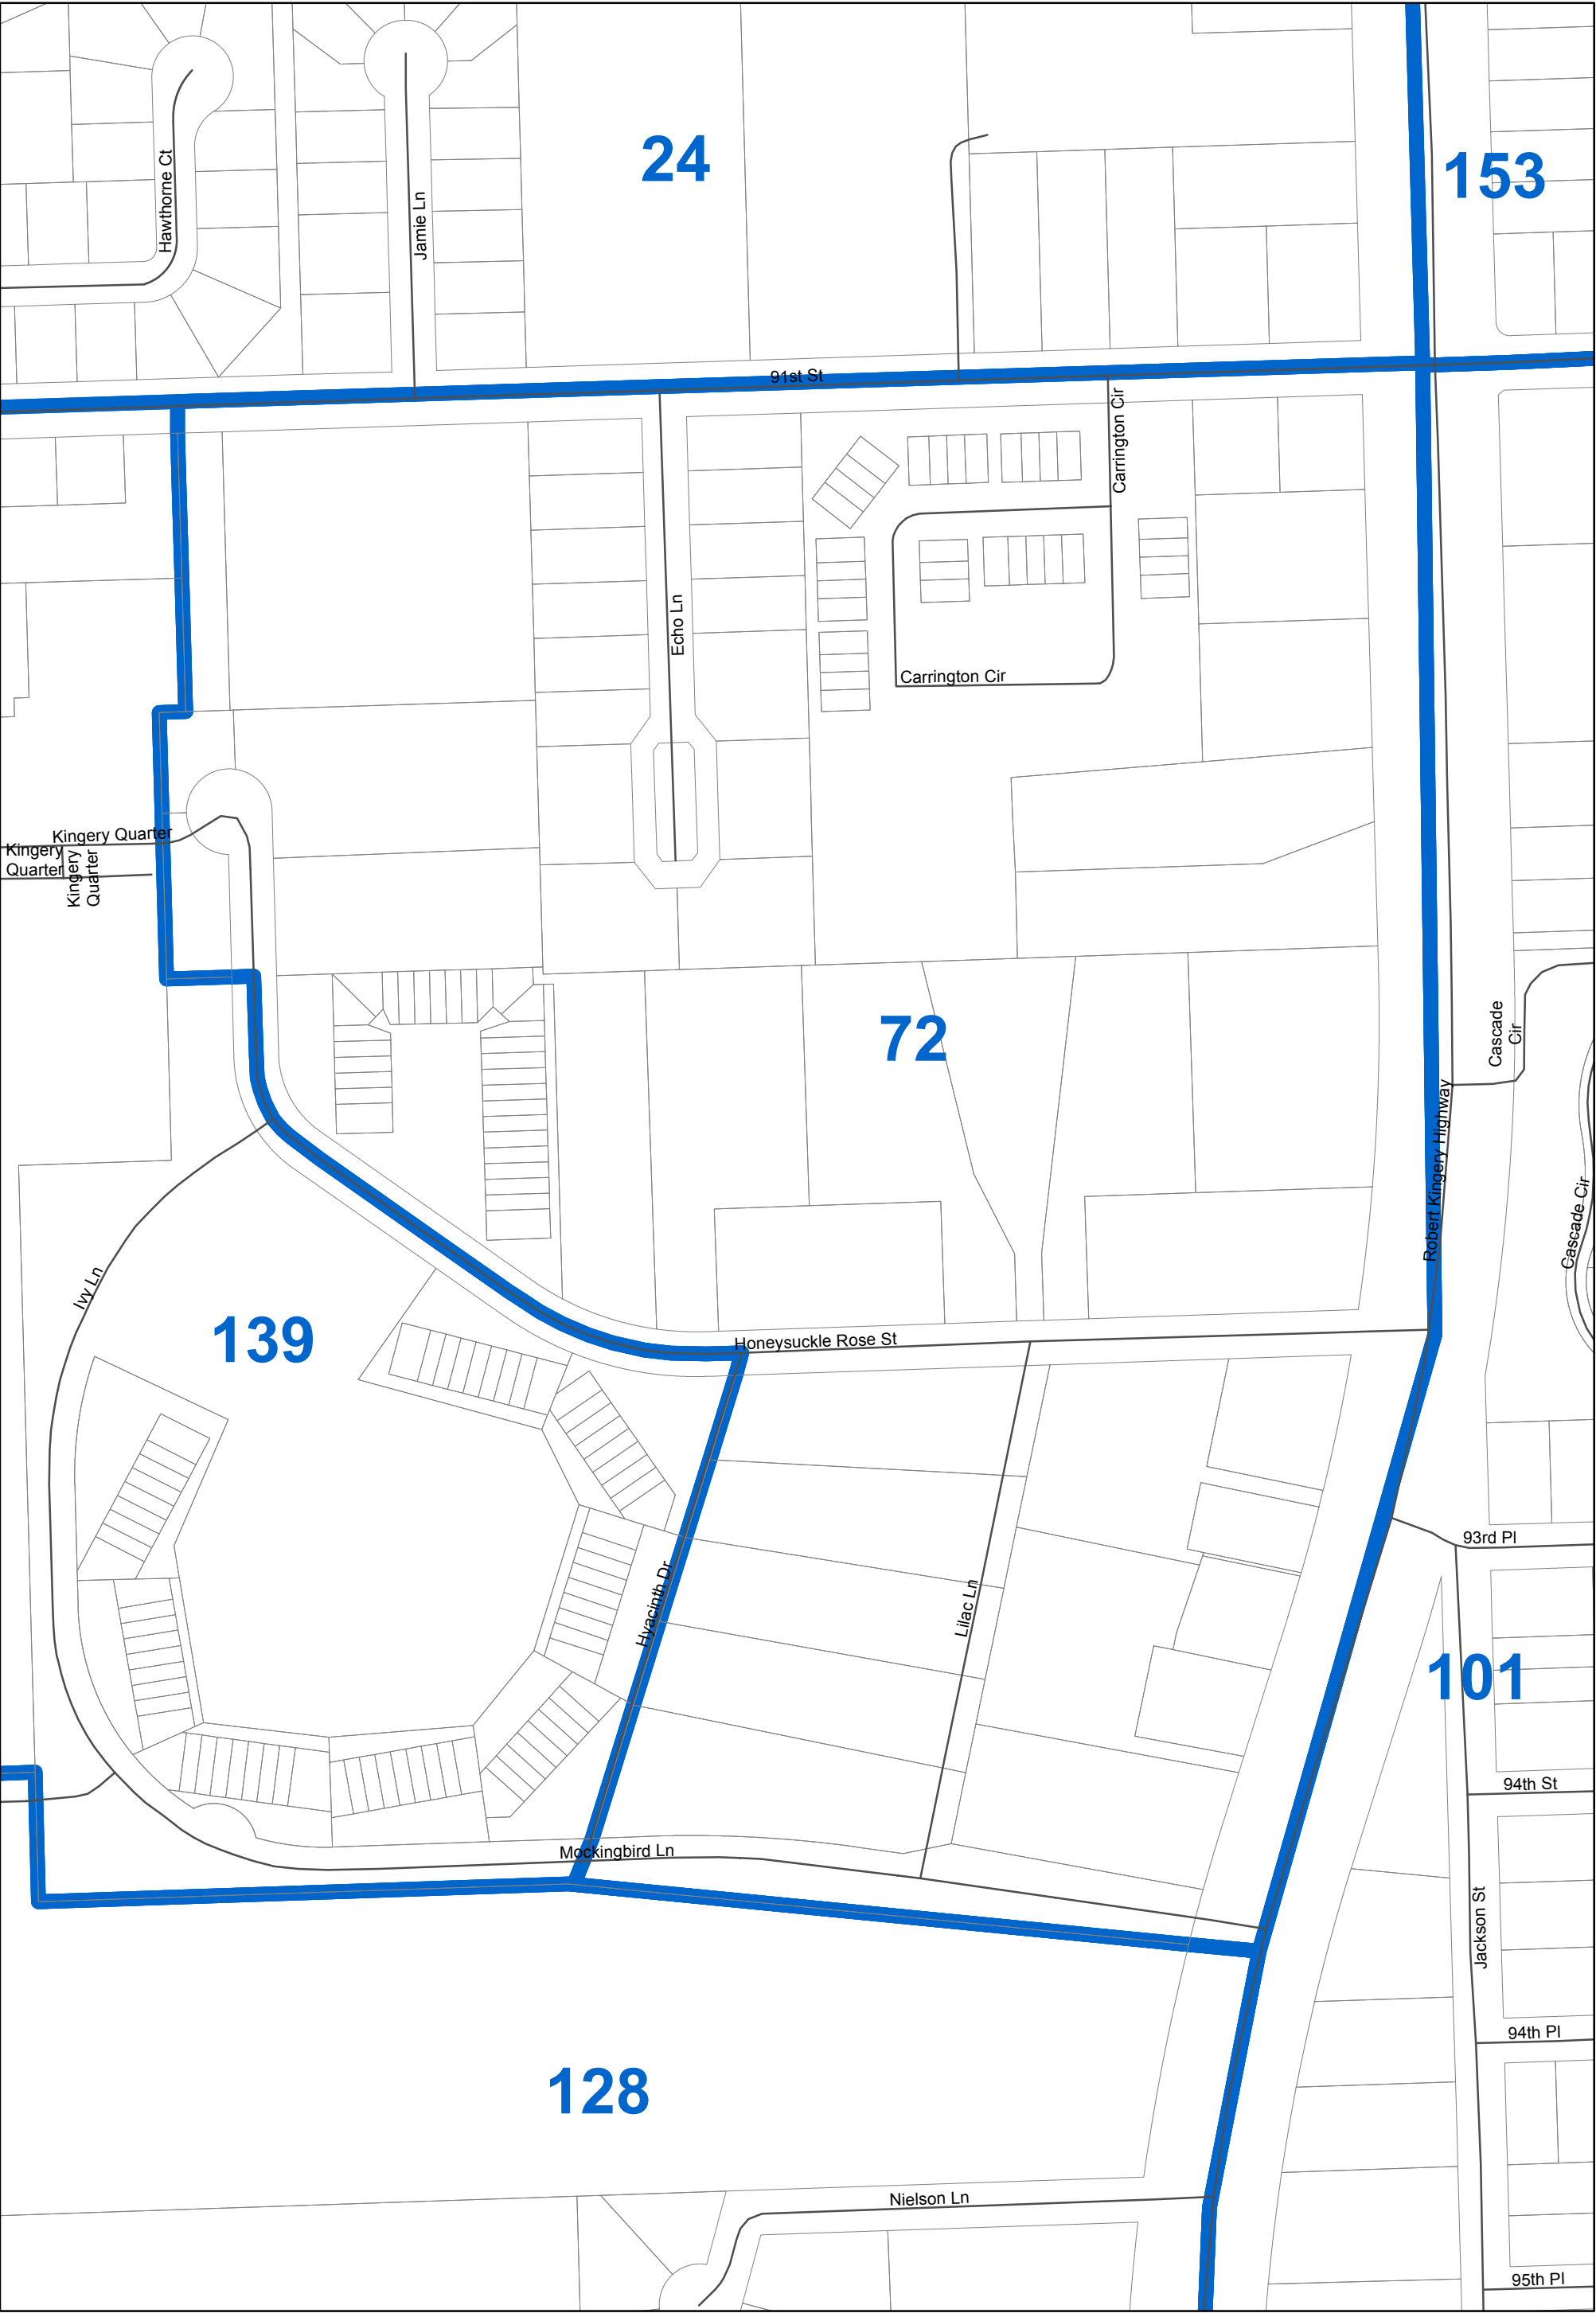 24
153
Hawthorne Ct
Jamie Ln
91st St
Carrington Cir
Echo Ln
Carrington Cir
Kingery Quarter
Kingery
Quarter
Kingery
Quarter
72
Cascade
Cir
Robert Kingery Highway
Cascade Cir
Ivy Ln
139
Honeysuckle Rose St
93rd Pl
Hyacinth Dr
Lilac Ln
101
94th St
Mockingbird Ln
Jackson St
94th Pl
128
Nielson Ln
95th Pl